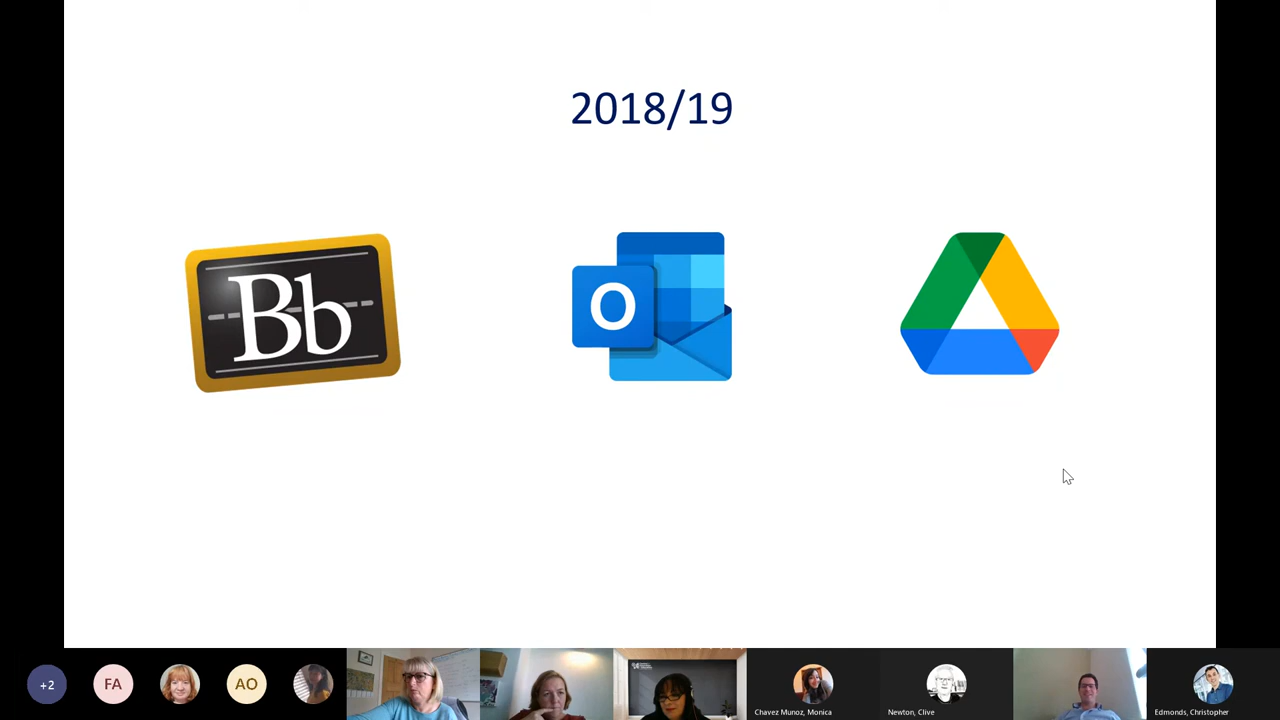 2018/19
Bb
O
+2
FA
AO
Chavez Munoz, Monica
Newton, Clive
Edmonds, Christopher